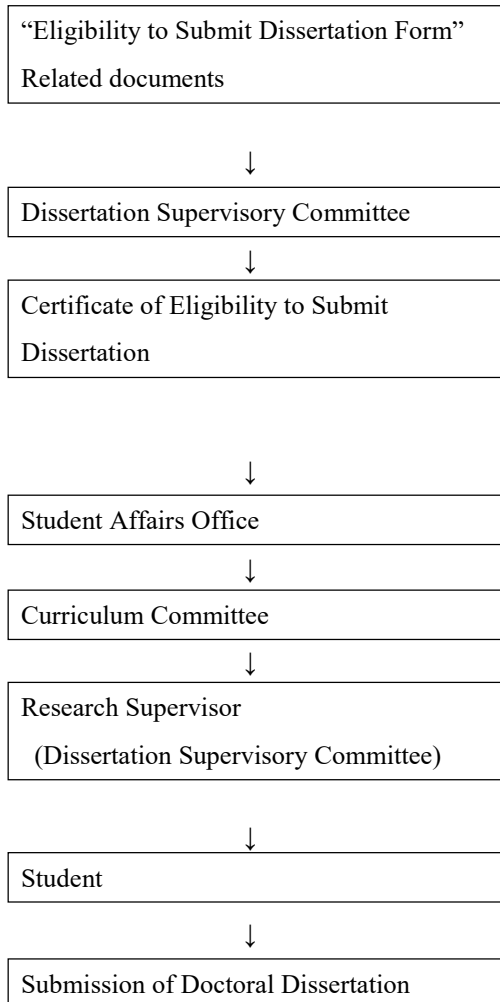 “Eligibility to Submit Dissertation Form”
Related documents
↓
Dissertation Supervisory Committee
↓
Certificate of Eligibility to Submit
Dissertation
↓
Student Affairs Office
↓
Curriculum Committee
↓
Research Supervisor
(Dissertation Supervisory Committee)
↓
Student
↓
Submission of Doctoral Dissertation